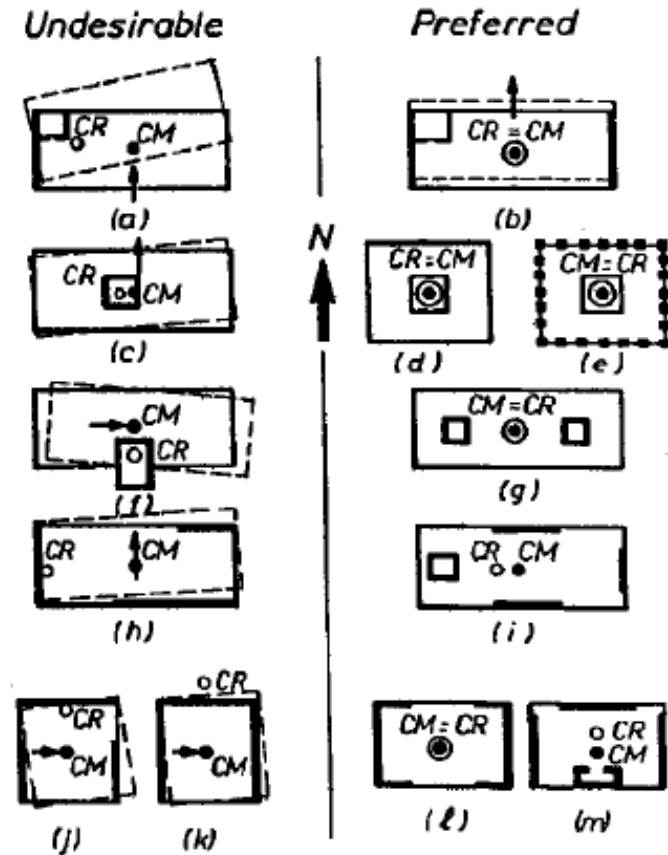 Undesirable Preferred
CR CM CR = CM
(a) (b)
N
CR CM CR = CM CM = CR
(c) (d) (e)
CM CM = CR
CR
(f) (g)
CR CM CR CM
(h) (i)
CR
CR CM = CR CR
CM CM CM
(j) (k) (l) (m)